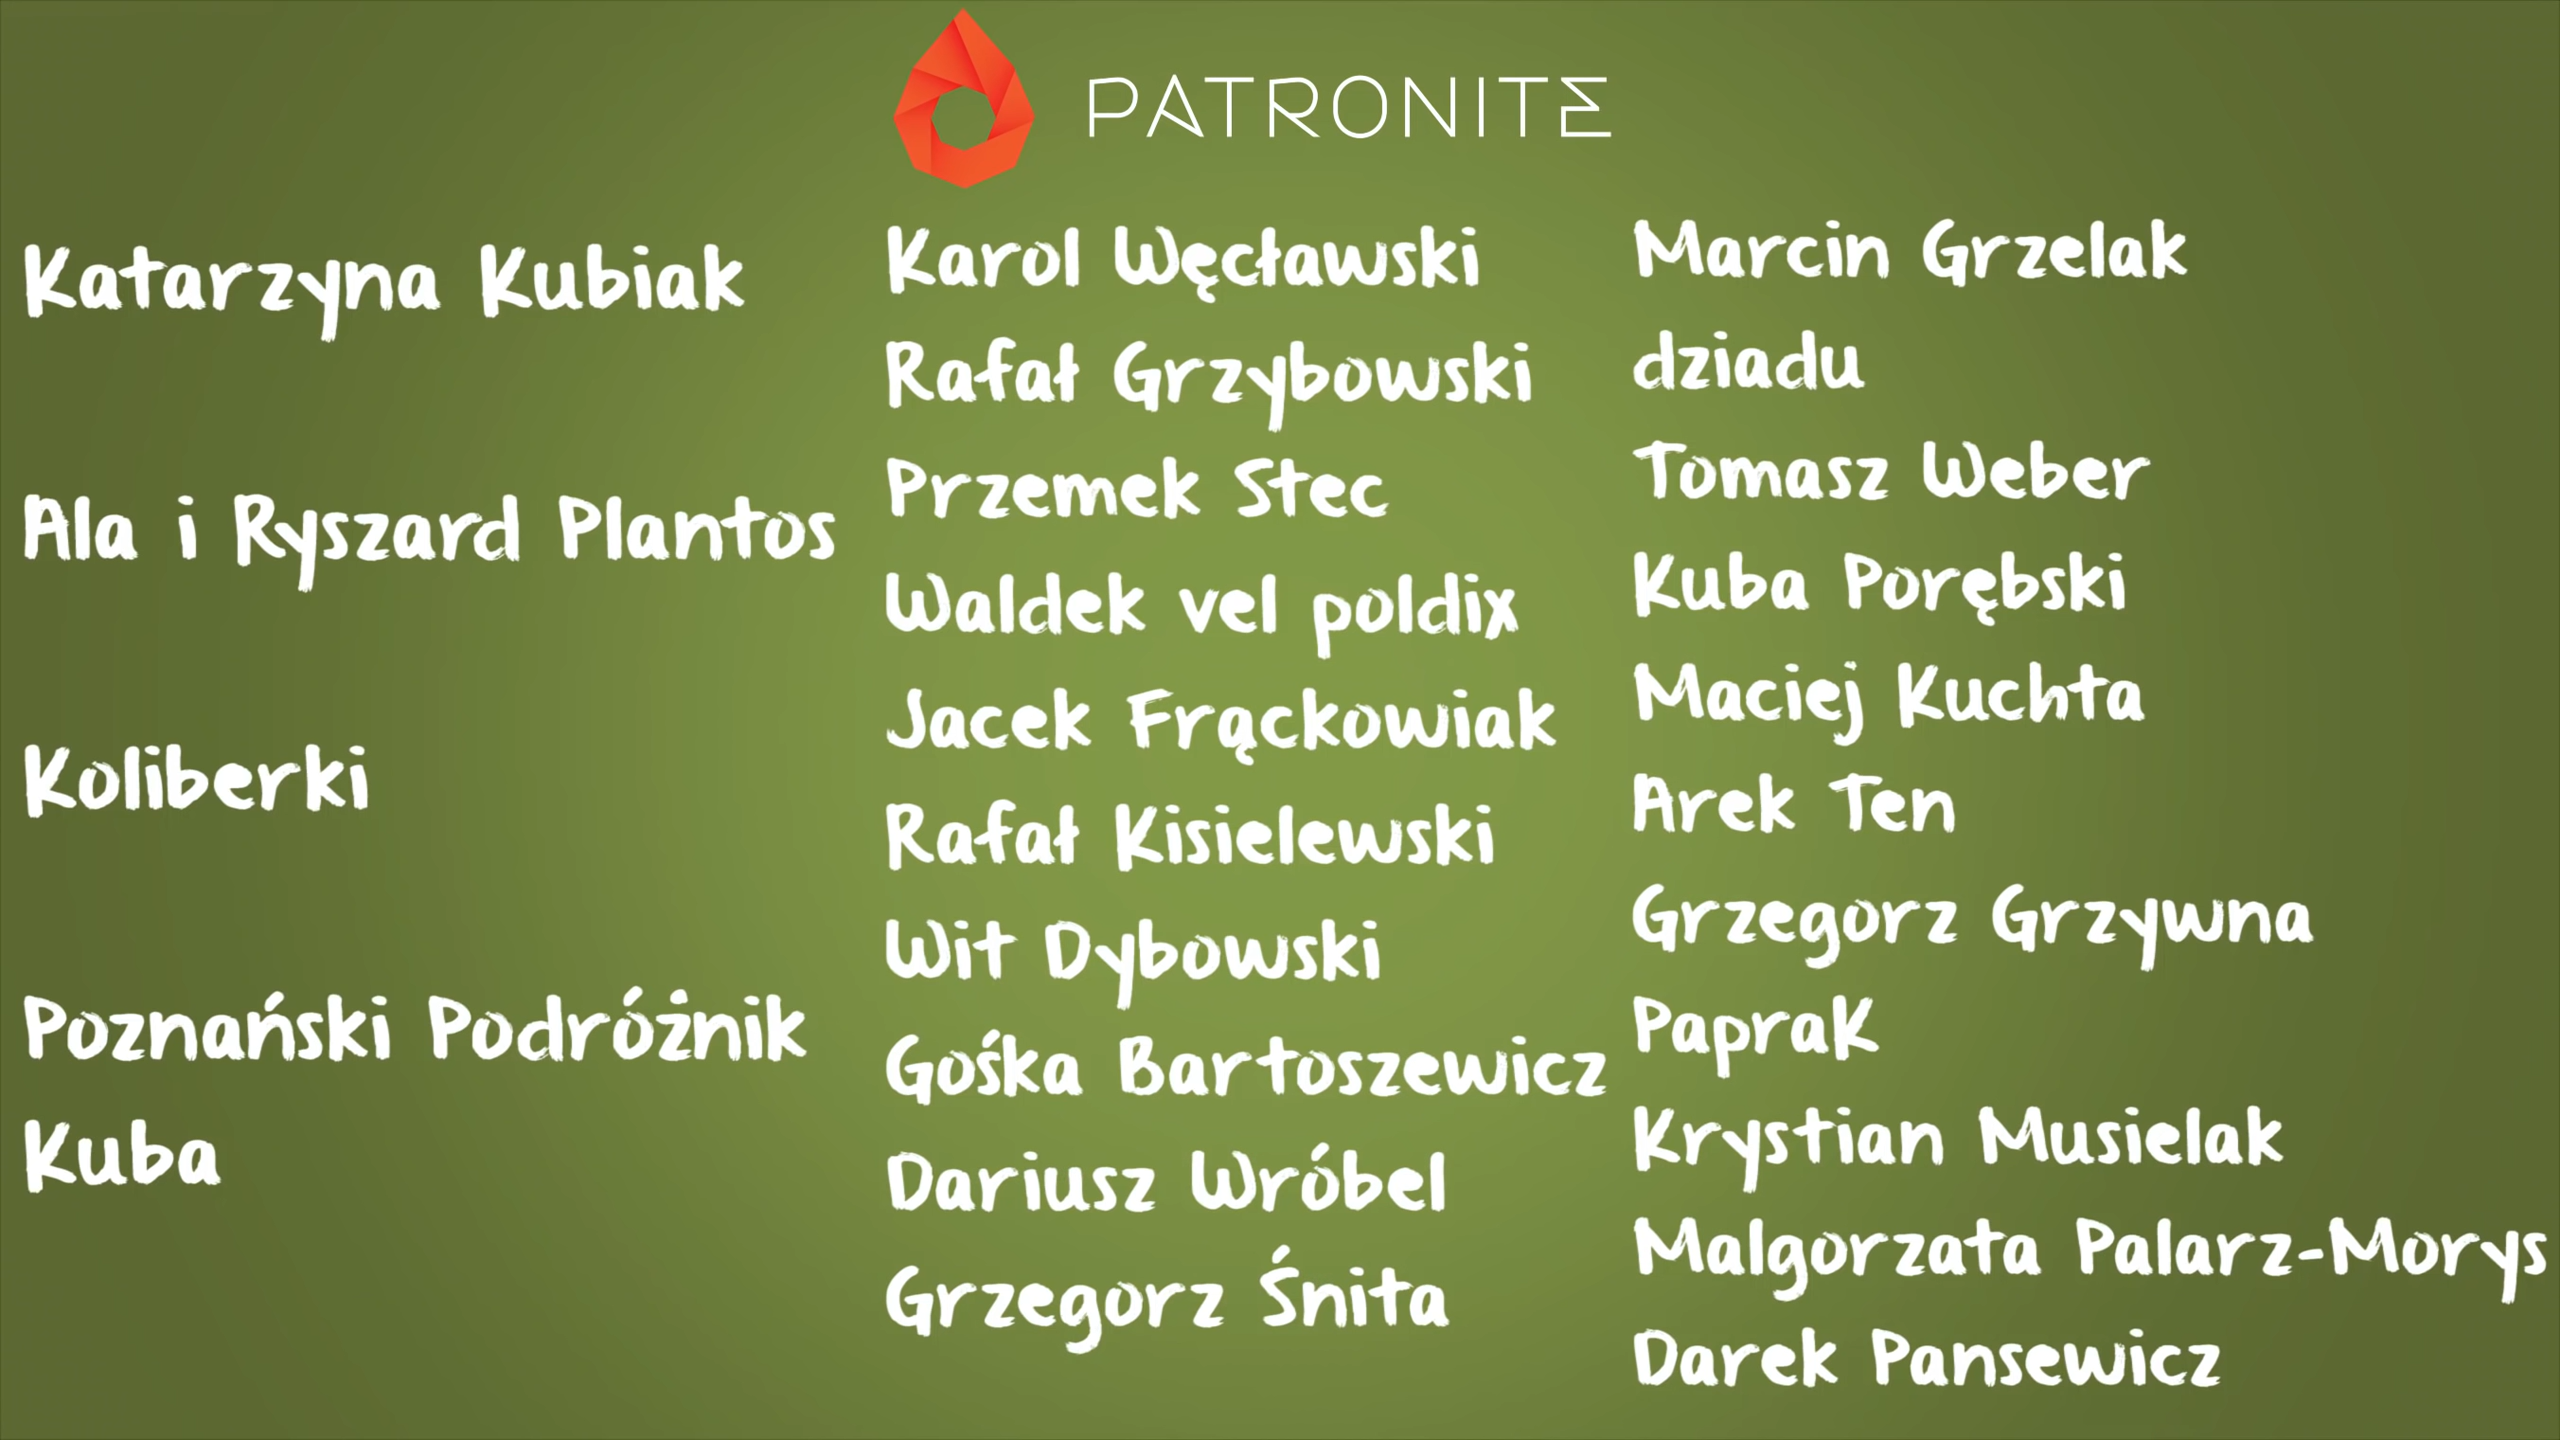 PATRONITE
Katarzyna Kubiak
Ala i Ryszard Plantos
Koliberki
Poznański Podróżnik
Kuba
Karol Węcławski
Rafał Grzybowski
Przemek Stec
Waldek vel poldix
Jacek Frąckowiak
Rafał Kisielewski
Wit Dybowski
Gośka Bartoszewicz
Dariusz Wróbel
Grzegorz Śnita
Marcin Grzelak
dziadu
Tomasz Weber
Kuba Porębski
Maciej Kuchta
Arek Ten
Grzegorz Grzywna
PapraK
Krystian Musielak
Malgorzata Palarz-Morys
Darek Pansewicz